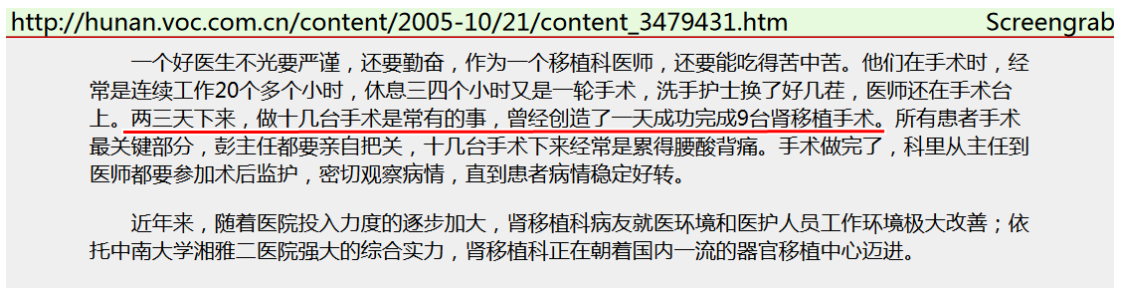 http://hunan.voc.com.cn/content/2005-10/21/content_3479431.htm Screengrab
一个好医生不光要严谨，还要勤奋，作为一个移植科医师，还要能吃得苦中苦。他们在手术时，经
常是连续工作20个多个小时，休息三四个小时又是一轮手术，洗手护士换了好几茬，医师还在手术台
上。两三天下来，做十几台手术是常有的事，曾经创造了一天成功完成9台肾移植手术。所有患者手术
最关键部分，彭主任都要亲自把关，十几台手术下来经常是累得腰酸背痛。手术做完了，科里从主任到
医师都要参加术后监护，密切观察病情，直到患者病情稳定好转。
近年来，随着医院投入力度的逐步加大，肾移植科病友就医环境和医护人员工作环境极大改善；依
托中南大学湘雅二医院强大的综合实力，肾移植科正在朝着国内一流的器官移植中心迈进。